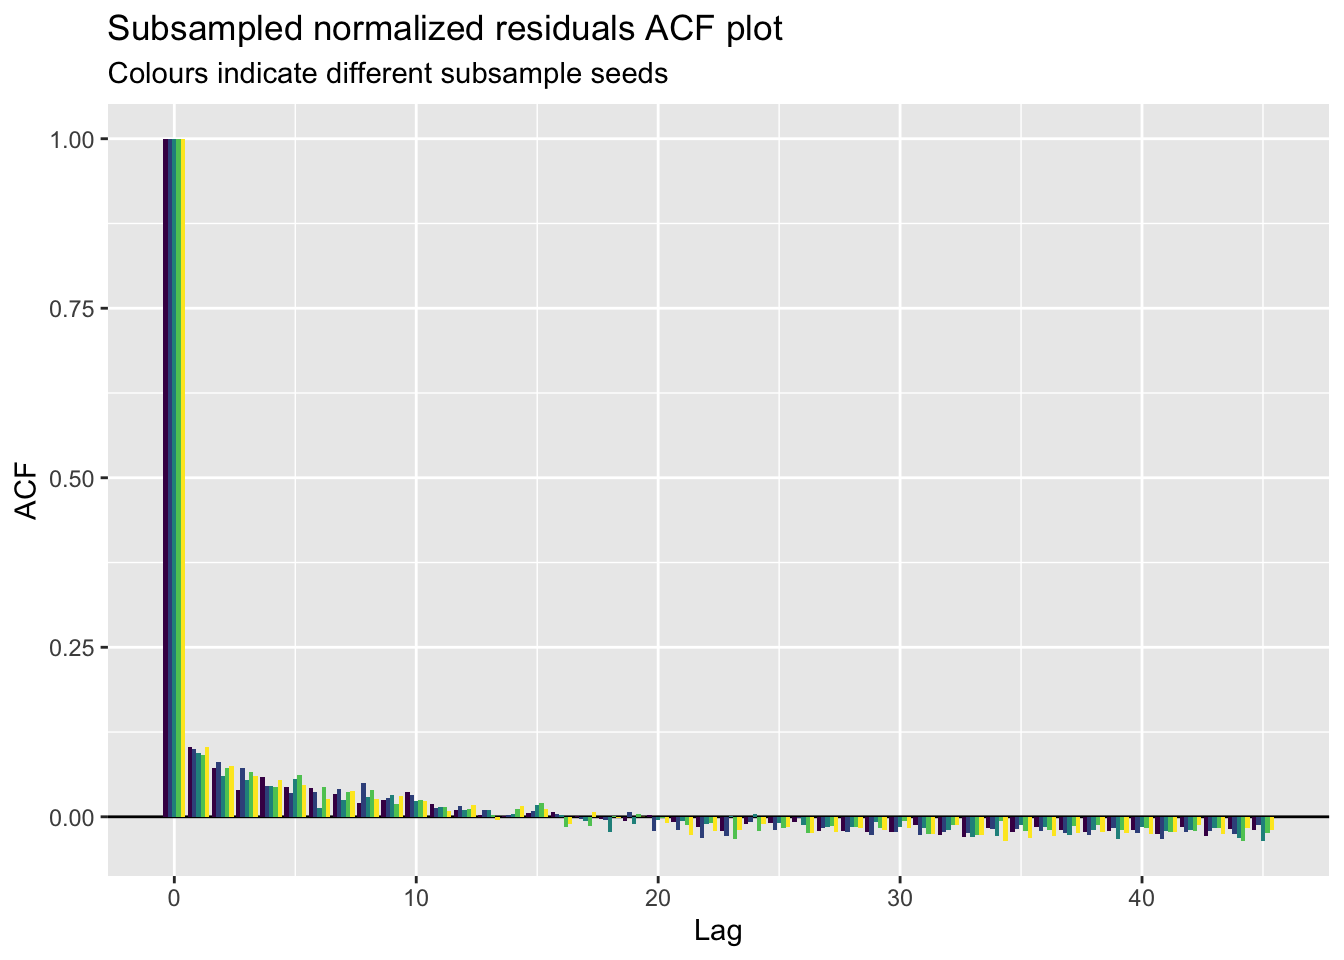 Subsampled normalized residuals ACF plot
Colours indicate different subsample seeds
1.00
0.75
0.50
0.25
0.00
ACF
0 10 20 30 40
Lag